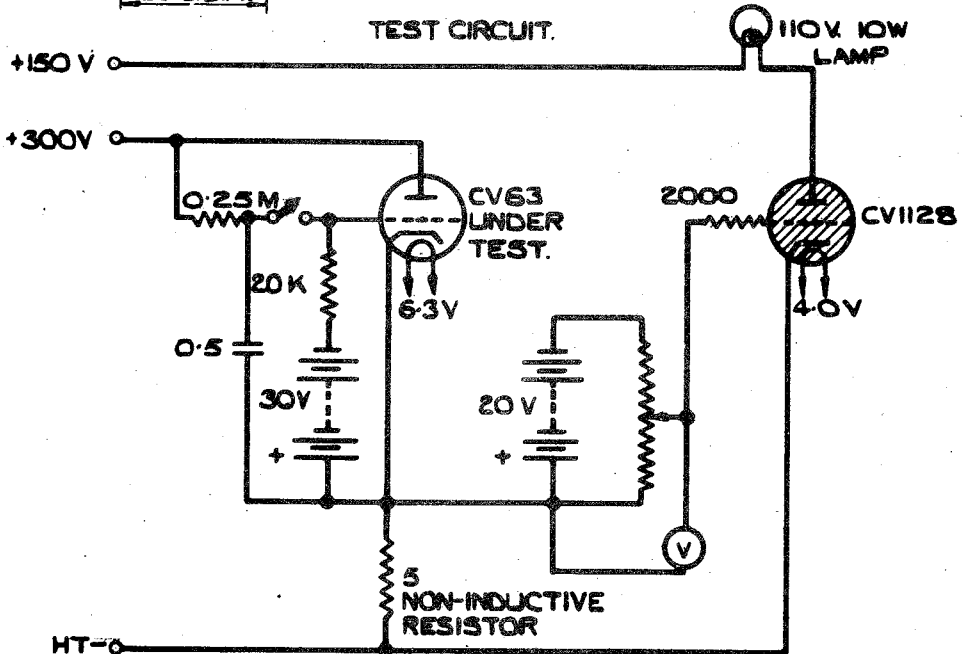 TEST CIRCUIT.
110V. 10W
LAMP
+150 V
+300V
0.25 M
CV63
UNDER
TEST.
2000
CV1128
20 K
6.3V
4.0V
0.5
30V
20 V
+
+
V
5
NON-INDUCTIVE
RESISTOR
HT-